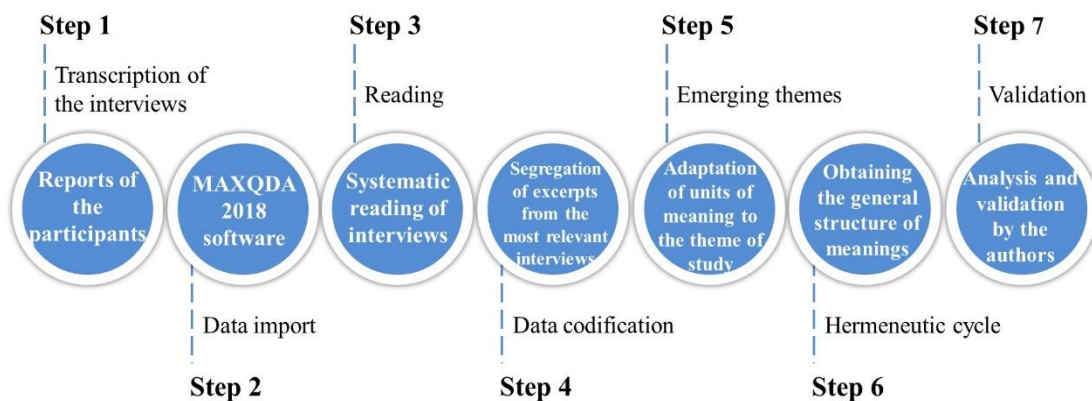 Step 1
Transcription of
the interviews
Reports of
the
participants
MAXQDA
2018
software
Data import
Step 2
Step 3
Reading
Systematic
reading of
interviews
Segregation
of excerpts
from the
most relevant
interviews
Data codification
Step 4
Step 5
Emerging themes
Adaptation
of units of
meaning to
the theme of
study
Obtaining
the general
structure of
meanings
Hermeneutic cycle
Step 6
Step 7
Validation
Analysis and
validation
by the
authors